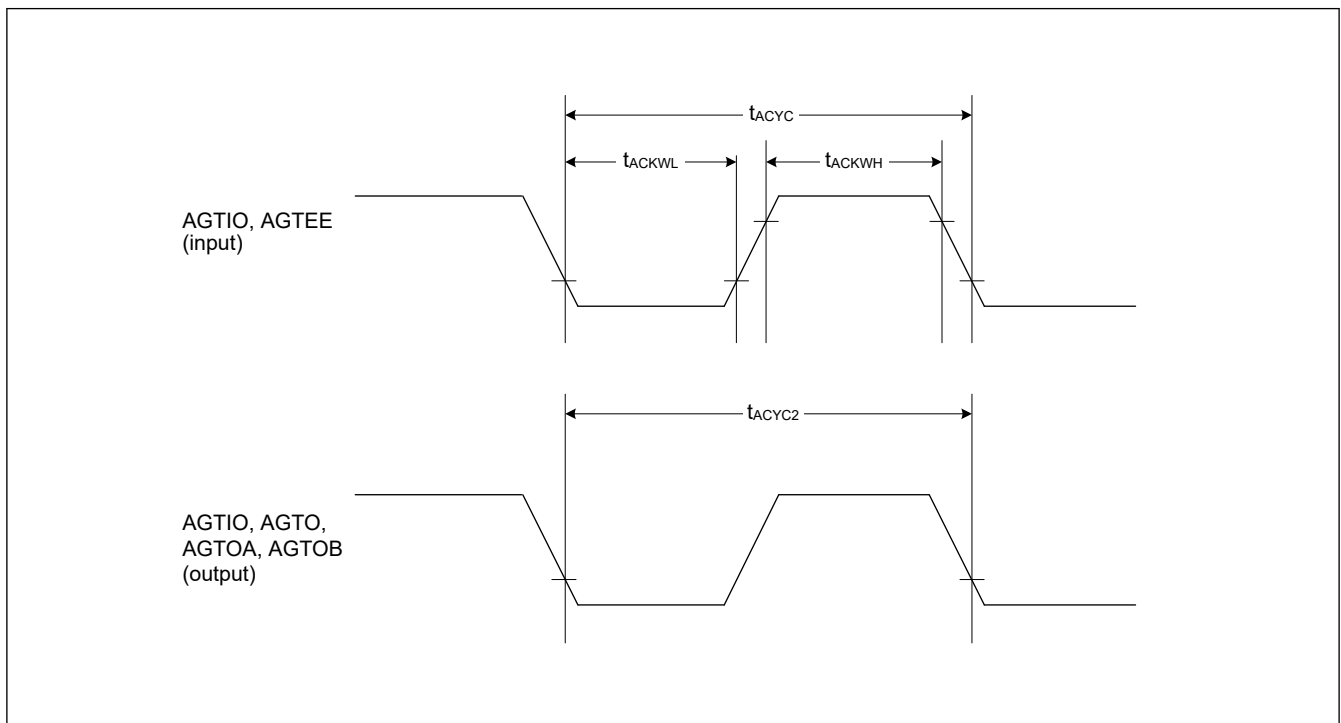 tACYC
tACKWL
tACKWH
AGTIO, AGTEE
(input)
tACYC2
AGTIO, AGTO,
AGTOA, AGTOB
(output)